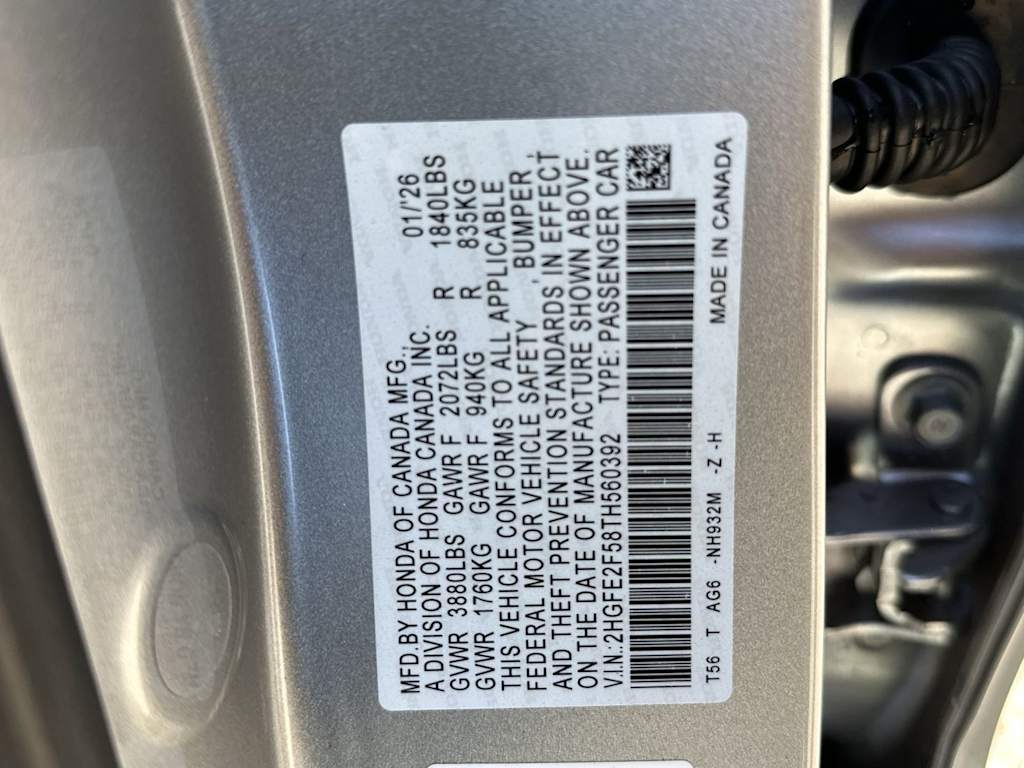 MFD.BY HONDA OF CANADA MFG., 01/'26
A DIVISION OF HONDA CANADA INC.
GVWR 3880LBS GAWR F 2072LBS R 1840LBS
GVWR 1760KG GAWR F 940KG R 835KG
THIS VEHICLE CONFORMS TO ALL APPLICABLE
FEDERAL MOTOR VEHICLE SAFETY , BUMPER ,
AND THEFT PREVENTION STANDARDS IN EFFECT
ON THE DATE OF MANUFACTURE SHOWN ABOVE.
V.I.N.:2HGFE2F58TH560392 TYPE: PASSENGER CAR
T56 T AG6 -NH932M -Z -H MADE IN CANADA